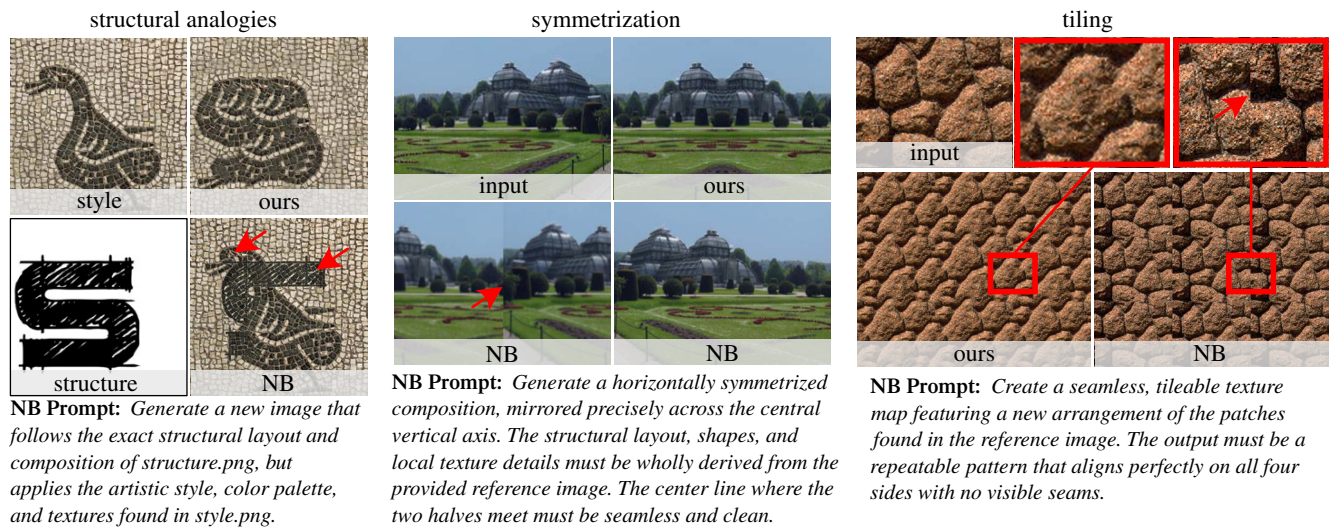 structural analogies
symmetrization
tiling
style
ours
structure
NB
input
ours
NB
NB
input
ours
NB
NB Prompt: Generate a new image that
follows the exact structural layout and
composition of structure.png, but
applies the artistic style, color palette,
and textures found in style.png.
NB Prompt: Generate a horizontally symmetrized
composition, mirrored precisely across the central
vertical axis. The structural layout, shapes, and
local texture details must be wholly derived from the
provided reference image. The center line where the
two halves meet must be seamless and clean.
NB Prompt: Create a seamless, tileable texture
map featuring a new arrangement of the patches
found in the reference image. The output must be a
repeatable pattern that aligns perfectly on all four
sides with no visible seams.